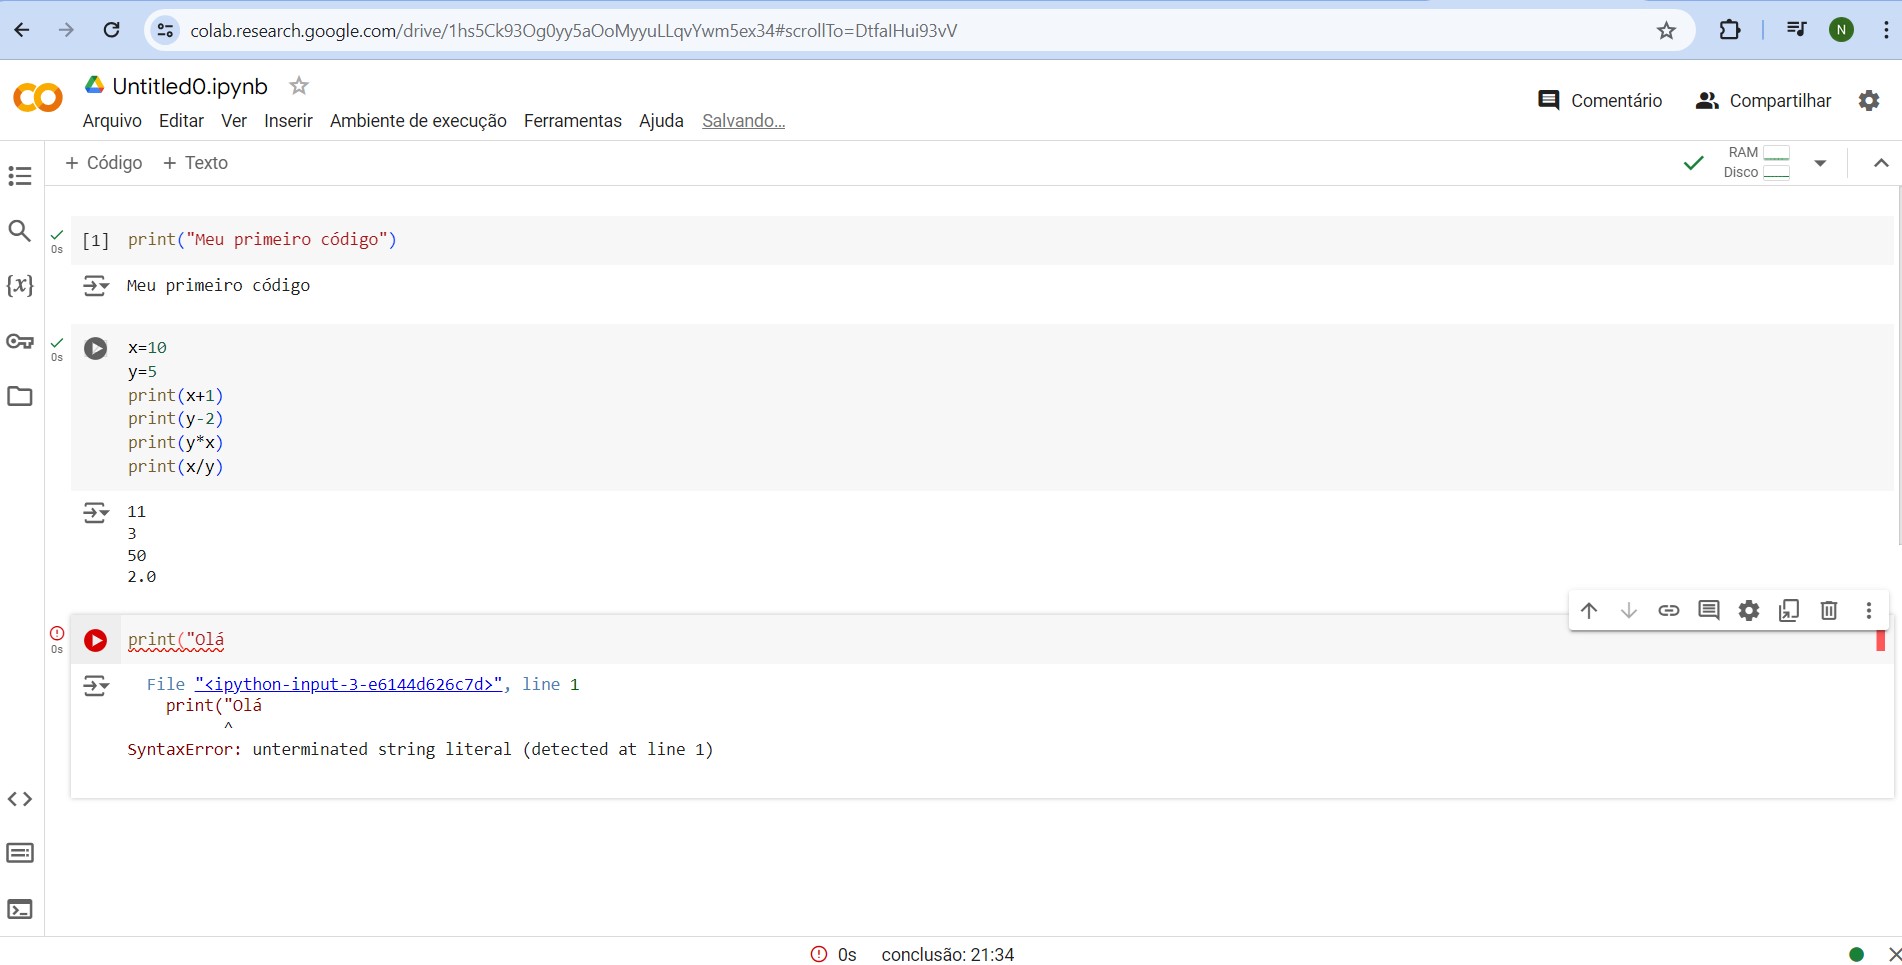 colab.research.google.com/drive/1hs5Ck93Og0yy5aOoMyyuLLqvYwm5ex34#scrollTo=DtfaIHui93vV
N
CO
Untitled0.ipynb
Comentário
Compartilhar
Arquivo Editar Ver Inserir Ambiente de execução Ferramentas Ajuda Salvando...
+ Código + Texto
RAM
Disco
0s
[1] print("Meu primeiro código")
Meu primeiro código
{x}
0s
x=10
y=5
print(x+1)
print(y-2)
print(y*x)
print(x/y)
11
3
50
2.0
0s
print("Olá
File "<ipython-input-3-e6144d626c7d>", line 1
print("Olá
^
SyntaxError: unterminated string literal (detected at line 1)
0s conclusão: 21:34